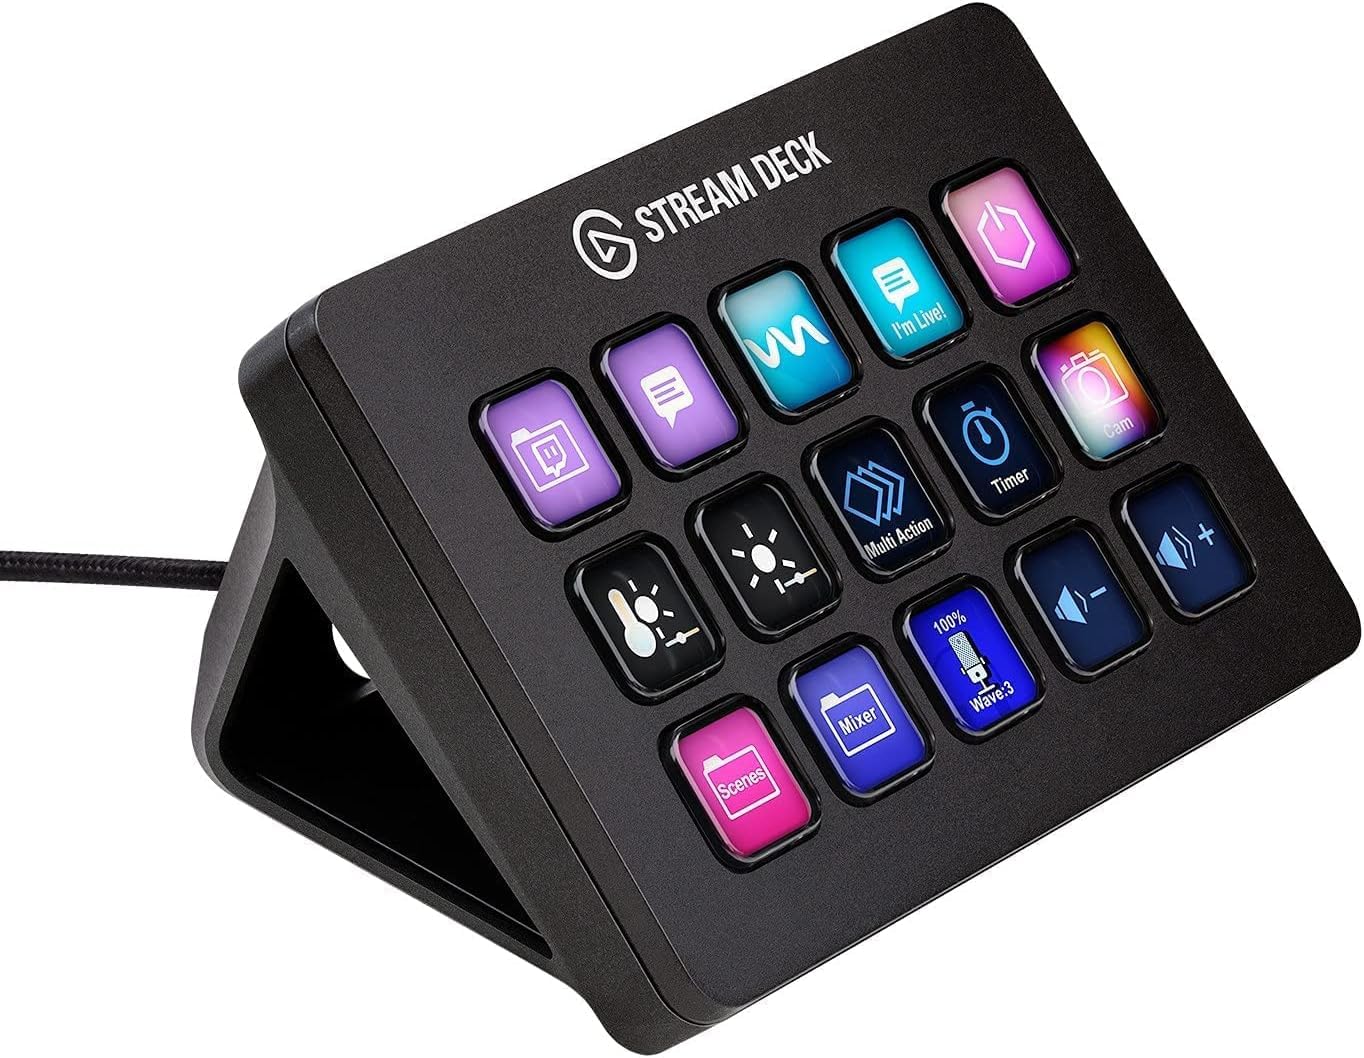 STREAM DECK
I'm Live!
Multi Action
Timer
Cam
Scenes
Mixer
100%
Wave:3